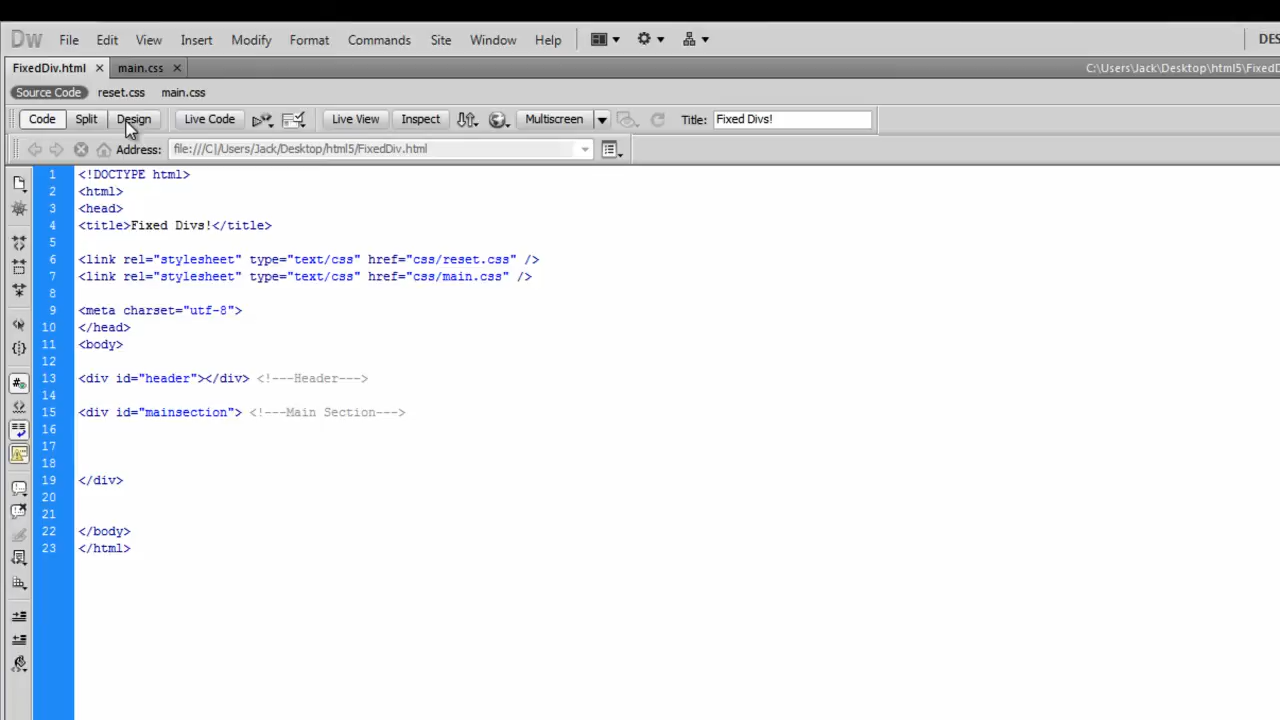 Dw File Edit View Insert Modify Format Commands Site Window Help
FixedDiv.html × main.css ×
Source Code reset.css main.css
Code Split Design Live Code Live View Inspect Multiscreen Title: Fixed Divs!
Address: file:///C|/Users/Jack/Desktop/html5/FixedDiv.html
1 <!DOCTYPE html>
2 <html>
3 <head>
4 <title>Fixed Divs!</title>
5
6 <link rel="stylesheet" type="text/css" href="css/reset.css" />
7 <link rel="stylesheet" type="text/css" href="css/main.css" />
8
9 <meta charset="utf-8">
10 </head>
11 <body>
12
13 <div id="header"></div> <!---Header--->
14
15 <div id="mainsection"> <!---Main Section--->
16
17
18
19 </div>
20
21
22 </body>
23 </html>